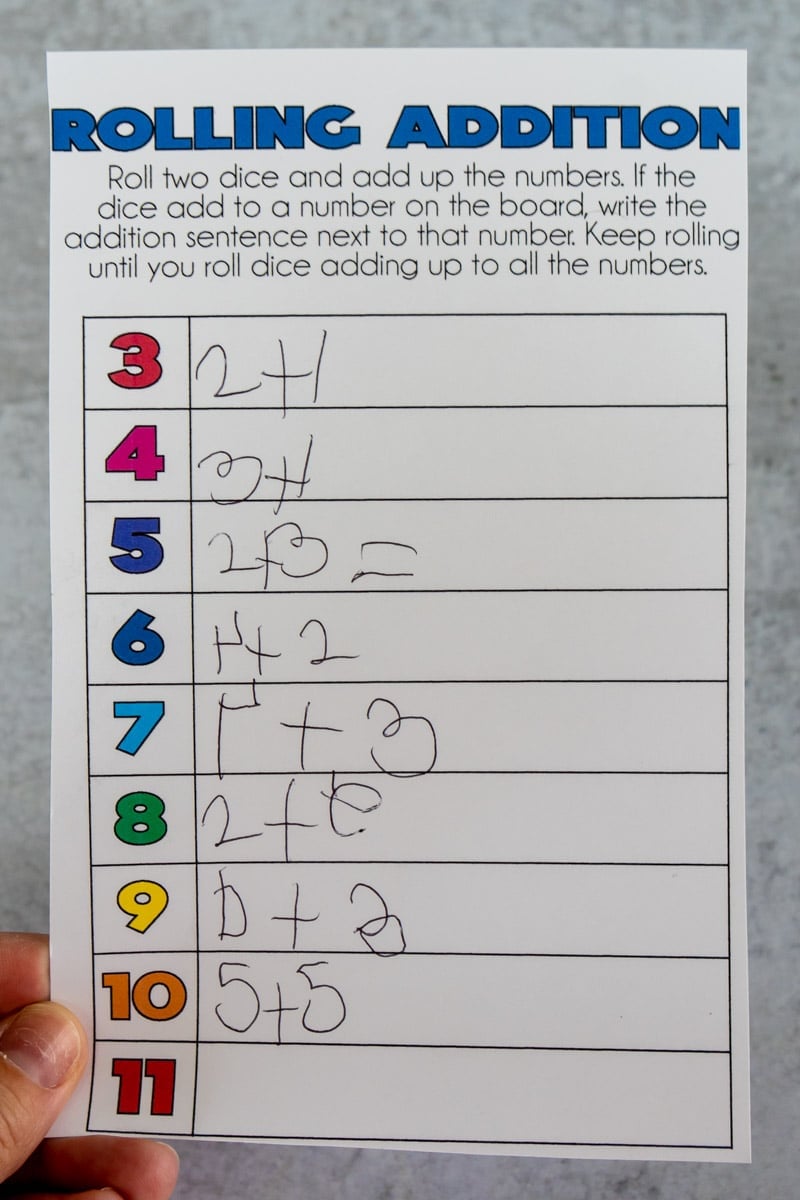 ROLLING ADDITION
Roll two dice and add up the numbers. If the
dice add to a number on the board, write the
addition sentence next to that number. Keep rolling
until you roll dice adding up to all the numbers.
3 2+1
4 3+1
5 2+3 =
6 + 2
7 + 3
8 2+6
9 + 3
10 5+5
11